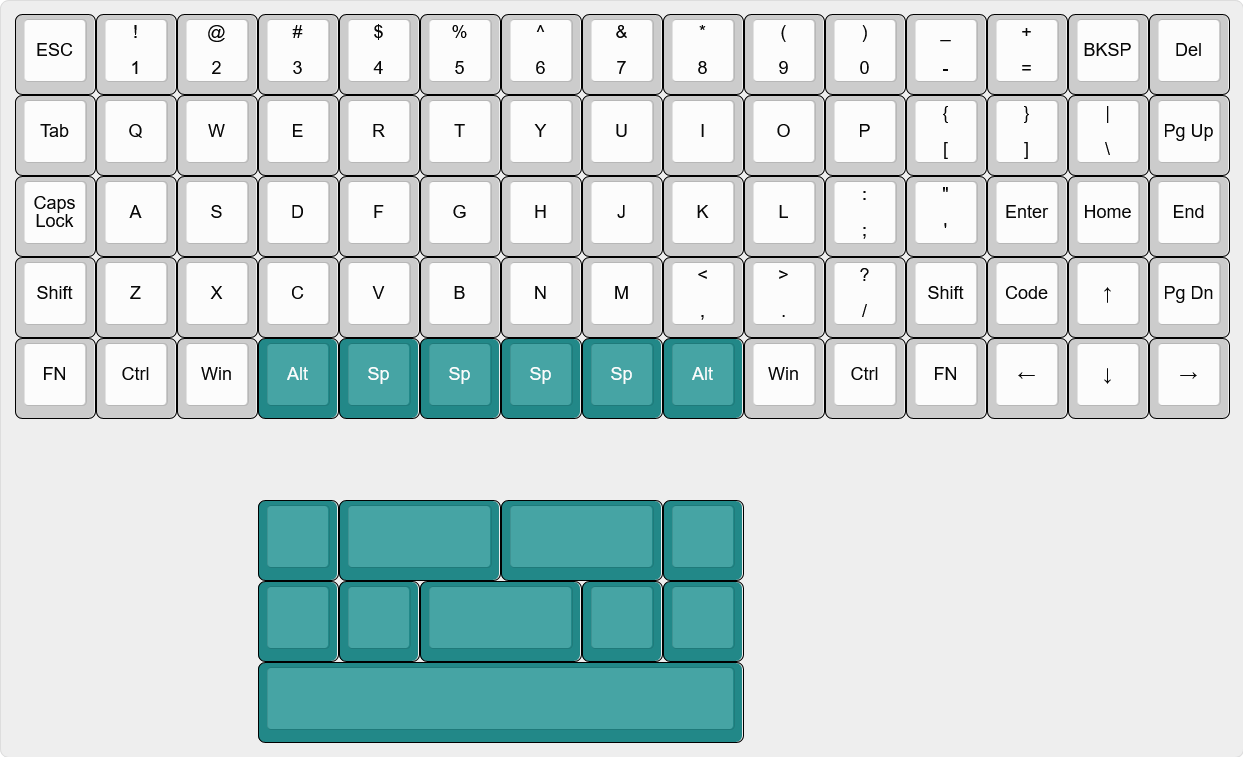 ESC ! @ # $ % ^ & * ( ) _ + BKSP Del
1 2 3 4 5 6 7 8 9 0 - =
Tab Q W E R T Y U I O P { } | Pg Up
[ ] \
Caps Lock A S D F G H J K L : " Enter Home End
; '
Shift Z X C V B N M < > ? Shift Code ↑ Pg Dn
, . /
FN Ctrl Win Alt Sp Sp Sp Sp Alt Win Ctrl FN ← ↓ →